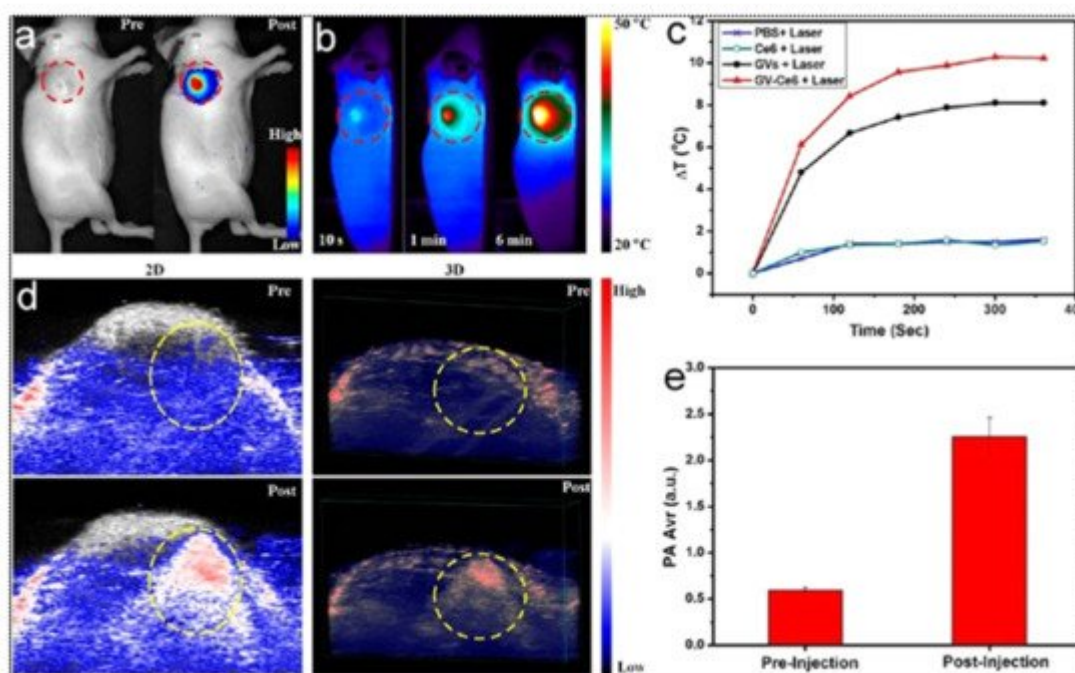 a
Pre
Post
High
Low
b
10 s
1 min
6 min
50 °C
20 °C
c
PBS+ Laser
Ce6 + Laser
GVs + Laser
GV-Ce6 + Laser
ΔT (°C)
12
10
8
6
4
2
0
0
100
200
300
40
Time (Sec)
2D
3D
d
Pre
Pre
Post
Post
High
Low
e
PA Avr (a.u.)
3.0
2.5
2.0
1.5
1.0
0.5
0.0
Pre-Injection
Post-Injection